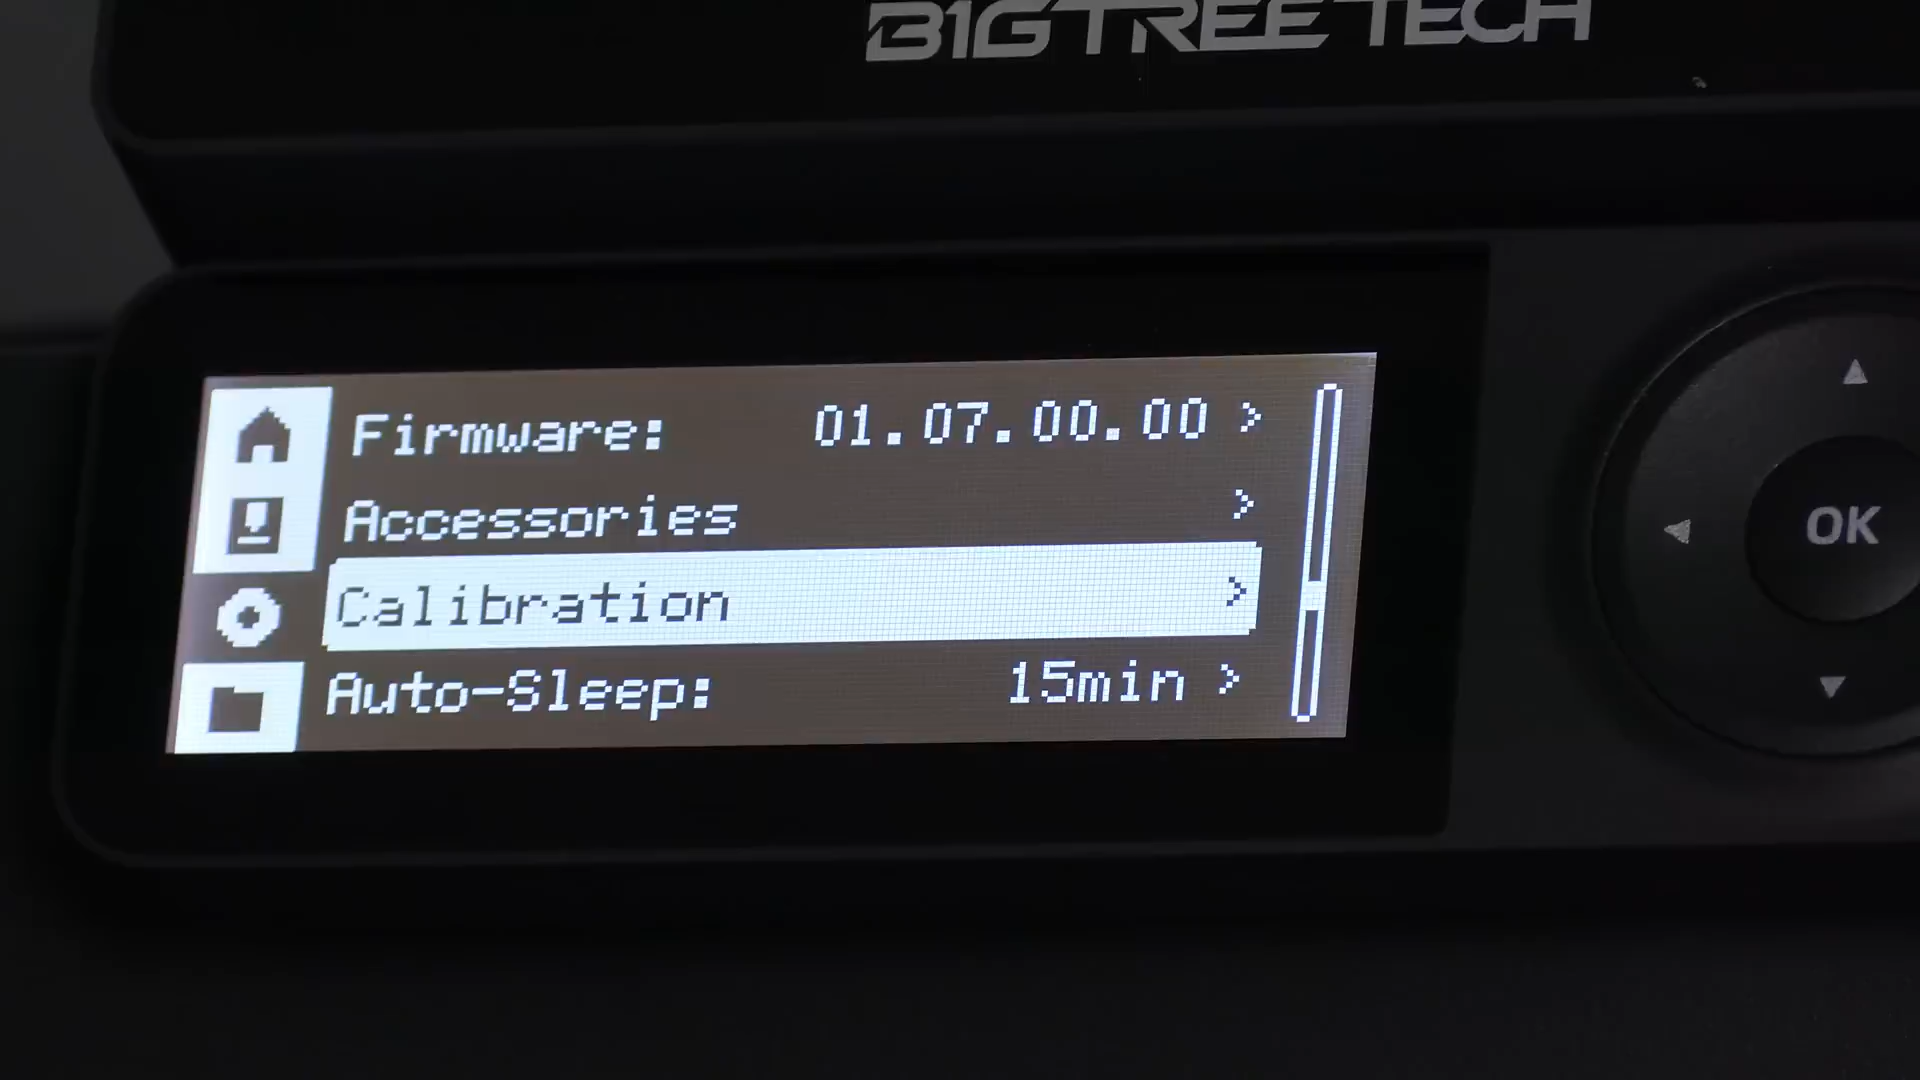 BIGTREETECH
Firmware: 01.07.00.00 >
Accessories >
Calibration >
Auto-Sleep: 15min >
OK